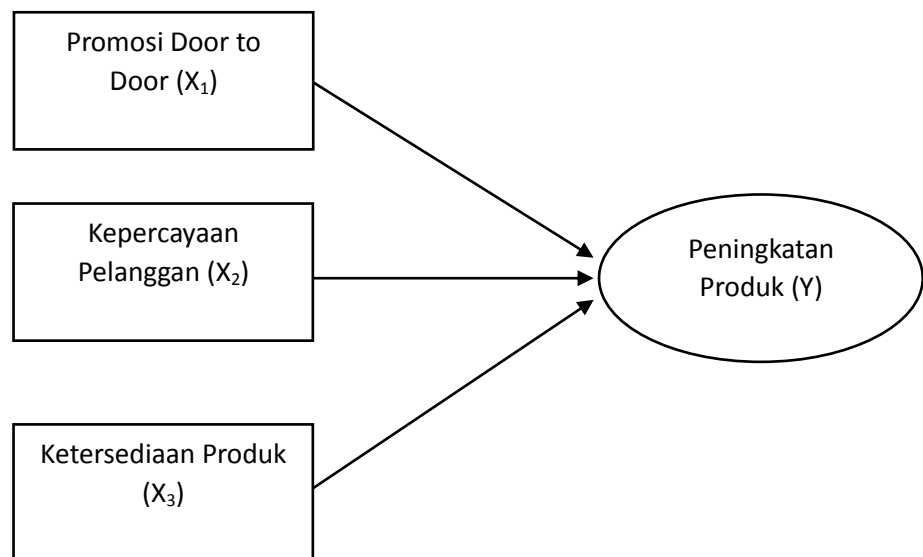 Promosi Door to
Door (X₁)
Kepercayaan
Pelanggan (X₂)
Peningkatan
Produk (Y)
Ketersediaan Produk
(X₃)